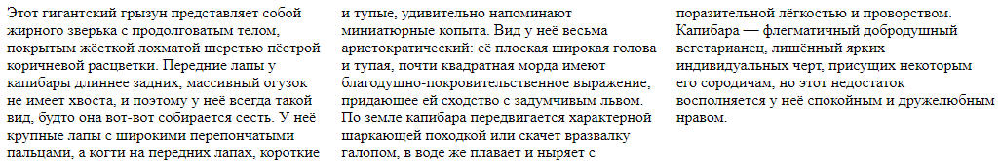 Этот гигантский грызун представляет собой
жирного зверька с продолговатым телом,
покрытым жёсткой лохматой шерстью пёстрой
коричневой расцветки. Передние лапы у
капибары длиннее задних, массивный огузок
не имеет хвоста, и поэтому у неё всегда такой
вид, будто она вот-вот собирается сесть. У неё
крупные лапы с широкими перепончатыми
пальцами, а когти на передних лапах, короткие
и тупые, удивительно напоминают
миниатюрные копыта. Вид у неё весьма
аристократический: её плоская широкая голова
и тупая, почти квадратная морда имеют
благодушно-покровительственное выражение,
придающее ей сходство с задумчивым львом.
По земле капибара передвигается характерной
шаркающей походкой или скачет вразвалку
галопом, в воде же плавает и ныряет с
поразительной лёгкостью и проворством.
Капибара — флегматичный добродушный
вегетарианец, лишённый ярких
индивидуальных черт, присущих некоторым
его сородичам, но этот недостаток
восполняется у неё спокойным и дружелюбным
нравом.